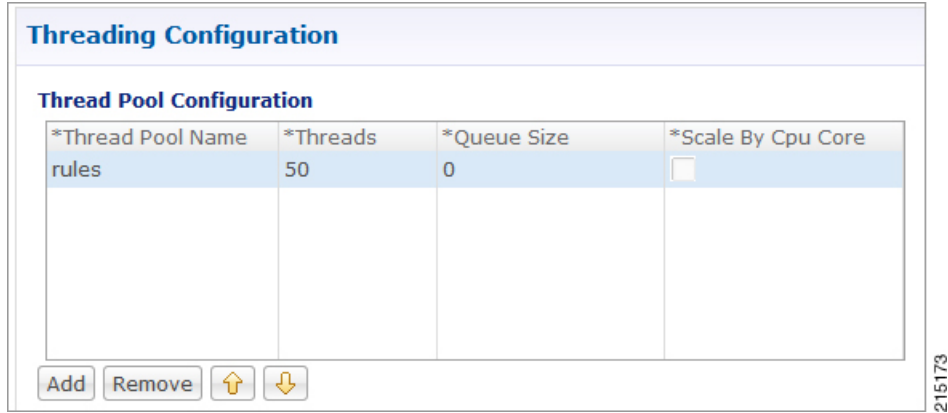 Threading Configuration
Thread Pool Configuration
*Thread Pool Name *Threads *Queue Size *Scale By Cpu Core
rules 50 0
Add Remove
215173